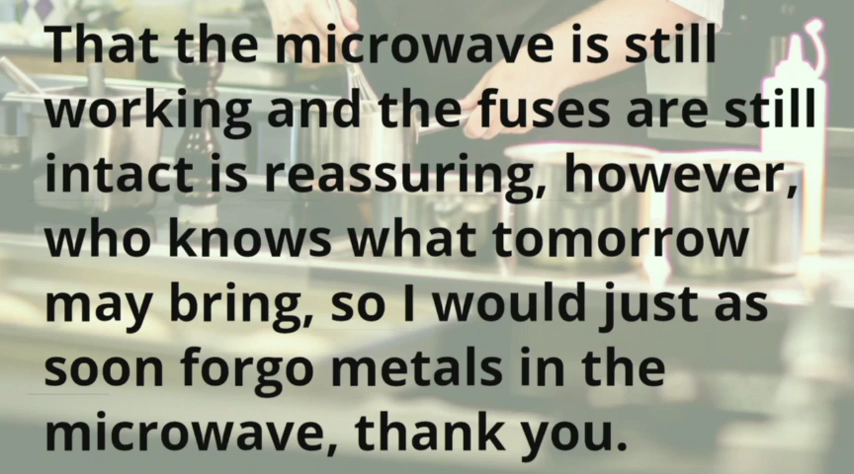 That the microwave is still
working and the fuses are still
intact is reassuring, however,
who knows what tomorrow
may bring, so I would just as
soon forgo metals in the
microwave, thank you.